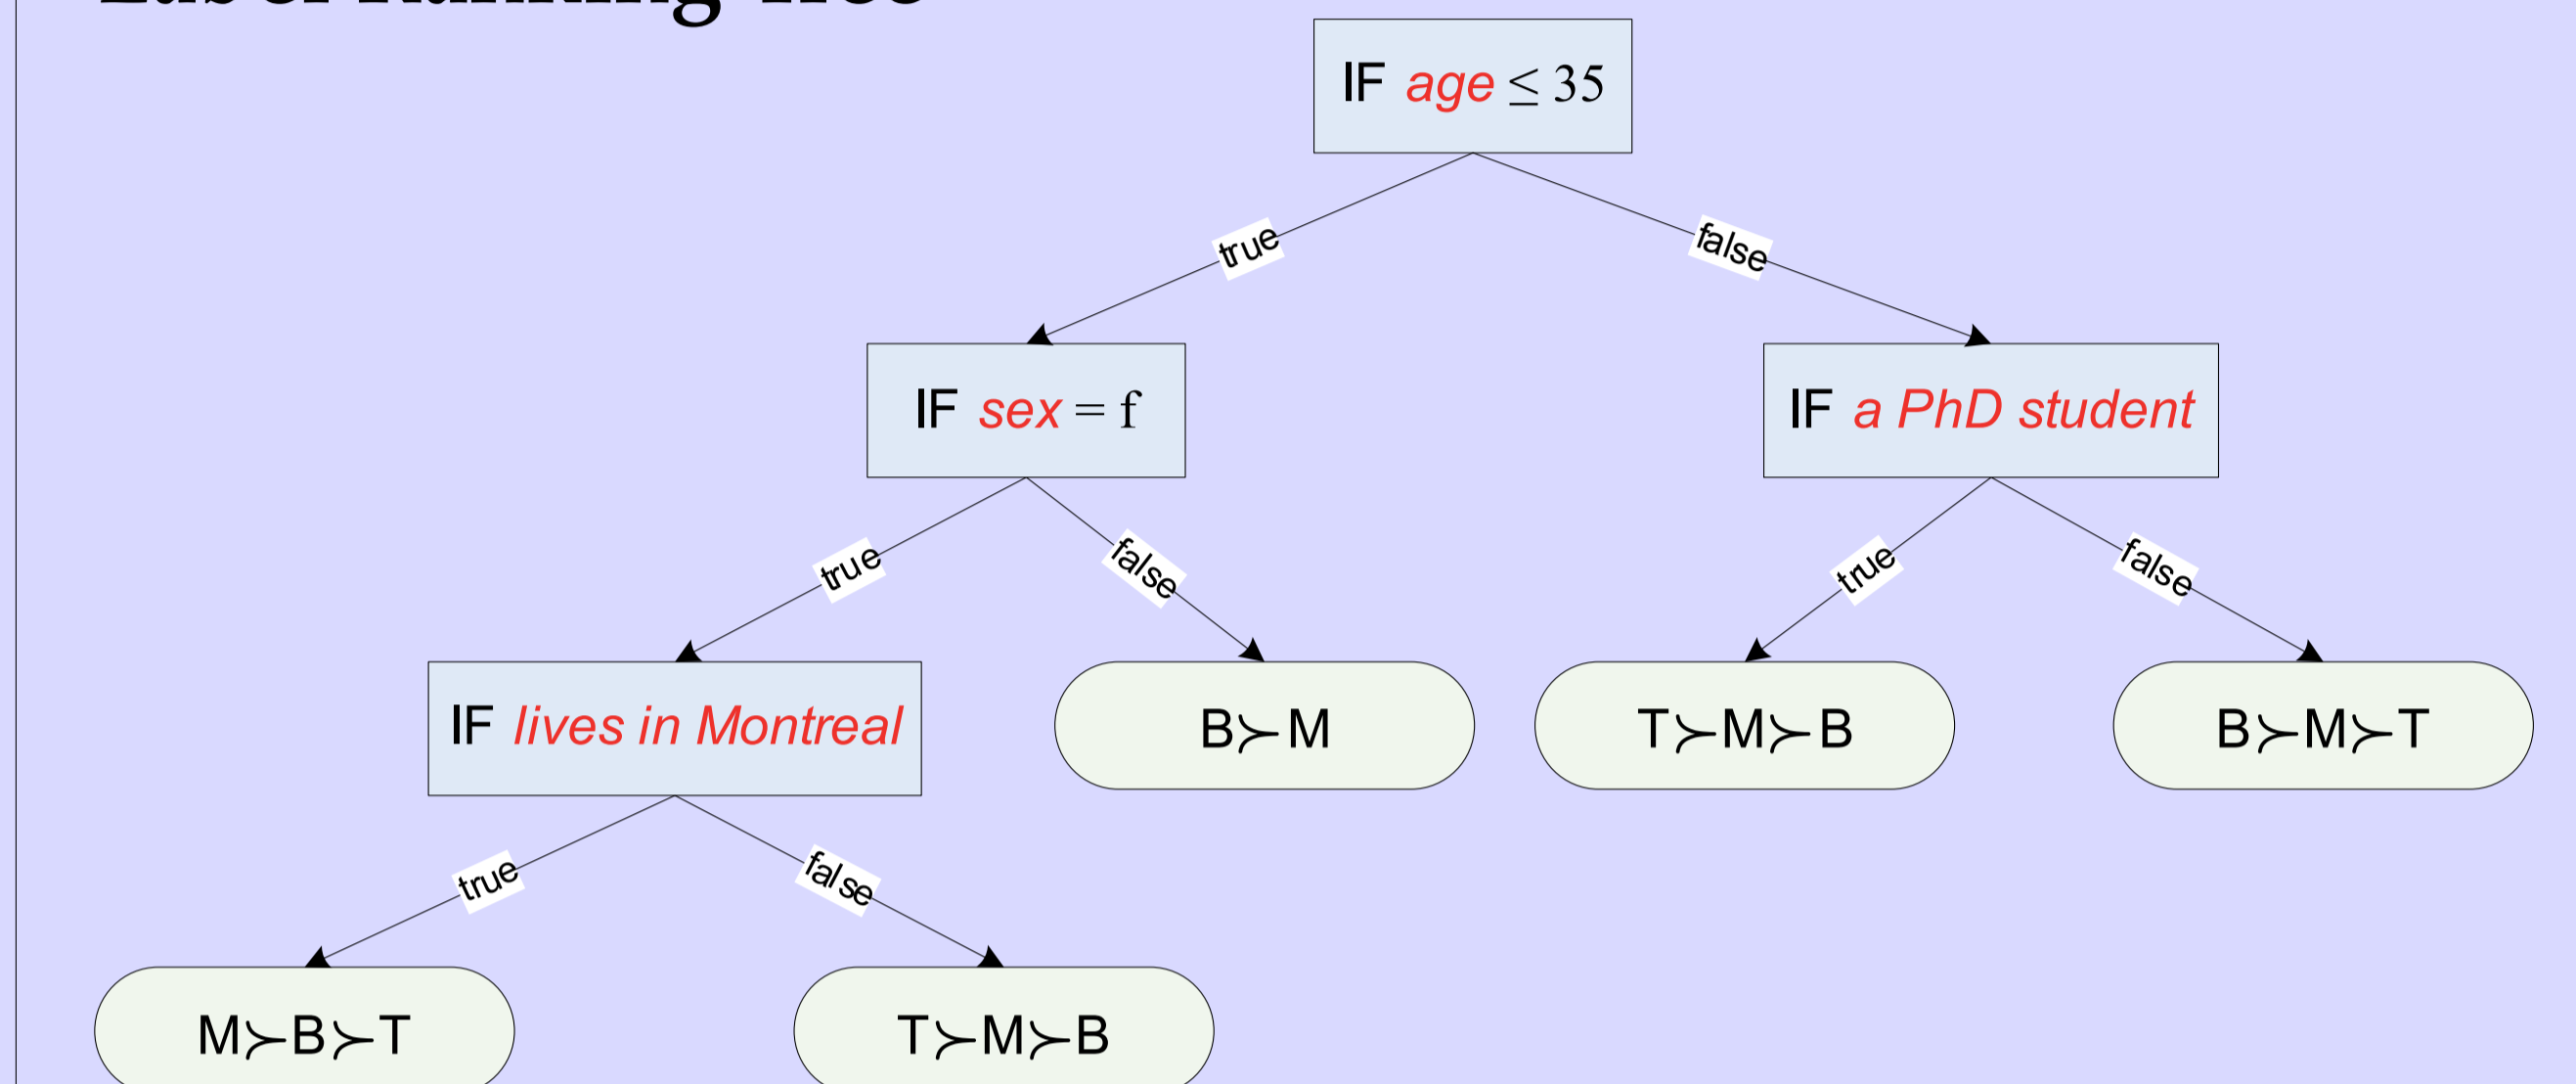 IF age ≤ 35
true
false
IF sex = f
IF a PhD student
true
false
true
false
IF lives in Montreal
B≻M
T≻M≻B
B≻M≻T
true
false
M≻B≻T
T≻M≻B